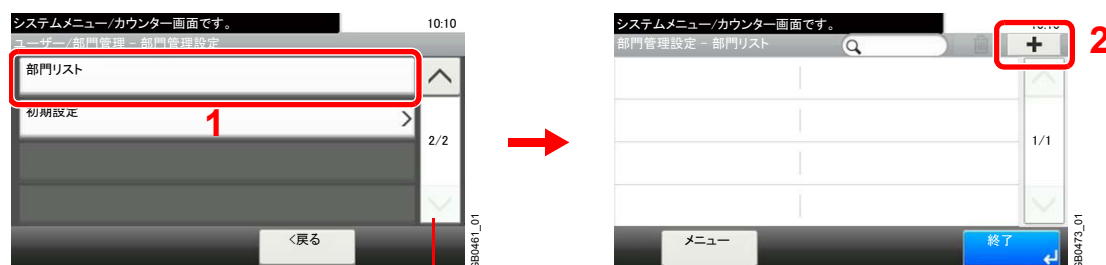 システムメニュー/カウンター画面です。
10:10
ユーザー/部門管理 - 部門管理設定
部門リスト
初期設定
1
2/2
<戻る
GB0461_01
システムメニュー/カウンター画面です。
10:10
部門管理設定 - 部門リスト
+
2
1/1
メニュー
終了
GB0473_01